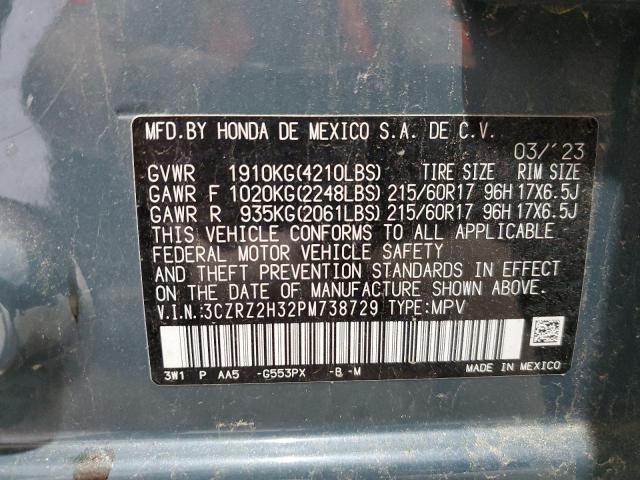 MFD.BY HONDA DE MEXICO S.A. DE C.V.
03/'23
GVWR 1910KG(4210LBS) TIRE SIZE RIM SIZE
GAWR F 1020KG(2248LBS) 215/60R17 96H 17X6.5J
GAWR R 935KG(2061LBS) 215/60R17 96H 17X6.5J
THIS VEHICLE CONFORMS TO ALL APPLICABLE
FEDERAL MOTOR VEHICLE SAFETY
AND THEFT PREVENTION STANDARDS IN EFFECT
ON THE DATE OF MANUFACTURE SHOWN ABOVE.
V.I.N.:3CZRZ2H32PM738729 TYPE:MPV
3W1 P AA5 -G553PX -B -M MADE IN MEXICO